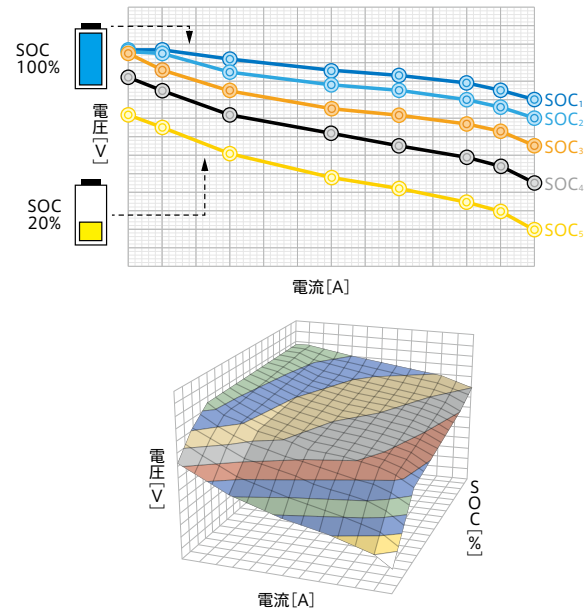 SOC
100%
電圧[V]
SOC
20%
SOC₁
SOC₂
SOC₃
SOC₄
SOC₅
電流[A]
電圧[V]
SOC[%]
電流[A]